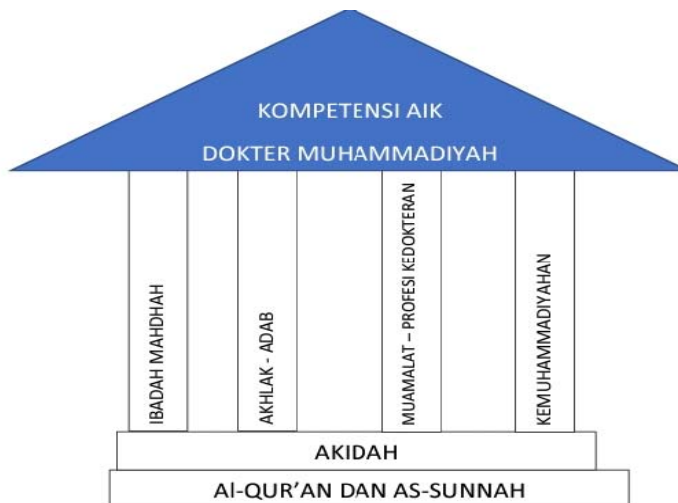 KOMPETENSI AIK
DOKTER MUHAMMADIYAH
IBADAH MAHDHAH
AKHLAK - ADAB
MUAMALAT – PROFESI KEDOKTERAN
KEMUHAMMADIYAHAN
AKIDAH
Al-QUR’AN DAN AS-SUNNAH